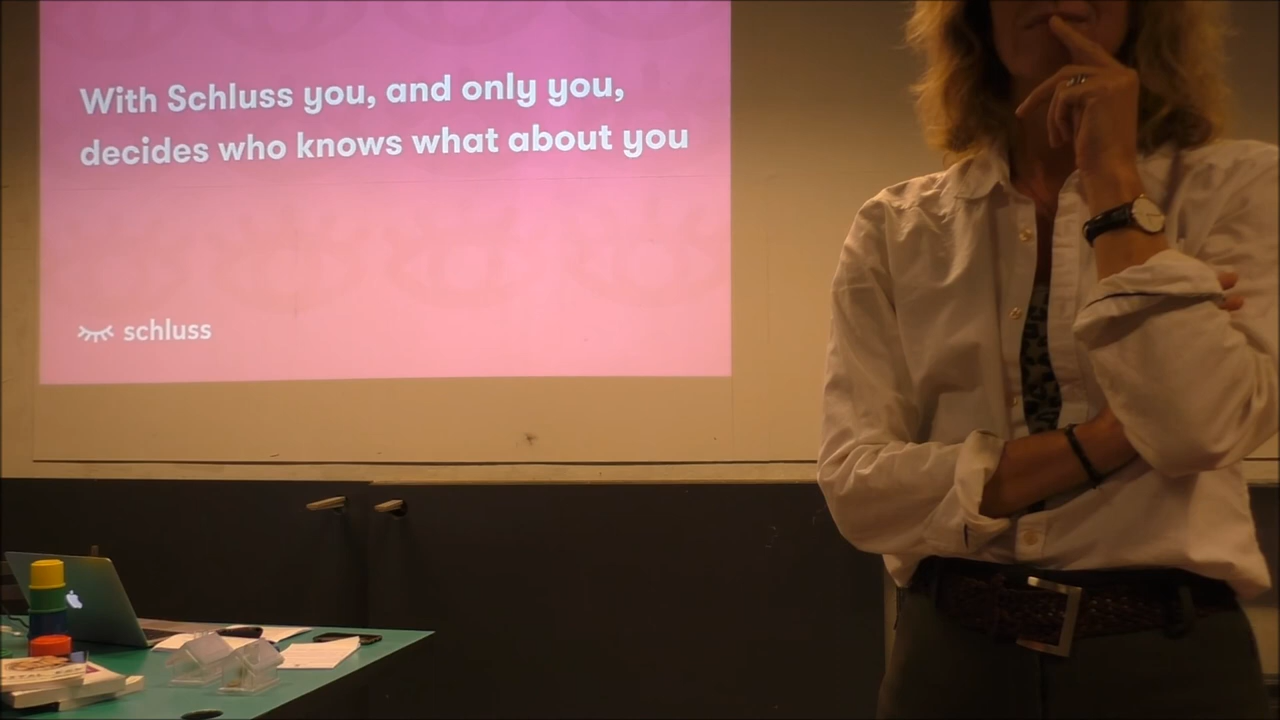 With Schluss you, and only you,
decides who knows what about you
schluss